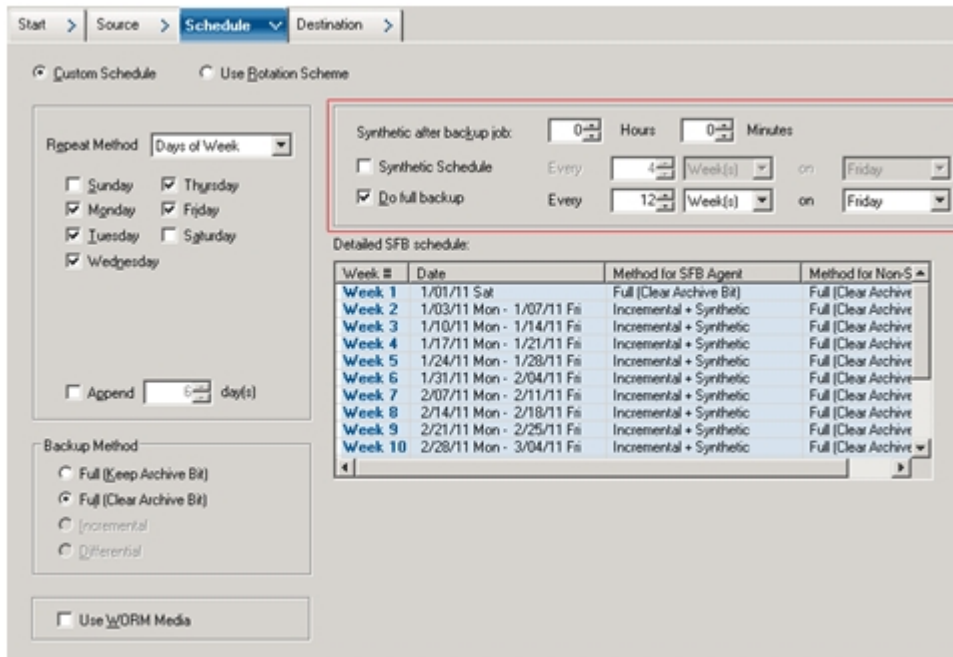 Start > Source > Schedule Destination >
Custom Schedule Use Rotation Scheme
Repeat Method Days of Week
Sunday Thursday
Monday Friday
Tuesday Saturday
Wednesday
Append 6 day(s)
Backup Method
Full (Keep Archive Bit)
Full (Clear Archive Bit)
Incremental
Differential
Use WORM Media
Synthetic after backup job: 0 Hours 0 Minutes
Synthetic Schedule Every 4 Week(s) on Friday
Do full backup Every 12 Week(s) on Friday
Detailed SFB schedule:
Week # Date Method for SFB Agent Method for Non-S
Week 1 1/01/11 Sat Full (Clear Archive Bit) Full (Clear Archive
Week 2 1/03/11 Mon - 1/07/11 Fri Incremental + Synthetic Full (Clear Archive
Week 3 1/10/11 Mon - 1/14/11 Fri Incremental + Synthetic Full (Clear Archive
Week 4 1/17/11 Mon - 1/21/11 Fri Incremental + Synthetic Full (Clear Archive
Week 5 1/24/11 Mon - 1/28/11 Fri Incremental + Synthetic Full (Clear Archive
Week 6 1/31/11 Mon - 2/04/11 Fri Incremental + Synthetic Full (Clear Archive
Week 7 2/07/11 Mon - 2/11/11 Fri Incremental + Synthetic Full (Clear Archive
Week 8 2/14/11 Mon - 2/18/11 Fri Incremental + Synthetic Full (Clear Archive
Week 9 2/21/11 Mon - 2/25/11 Fri Incremental + Synthetic Full (Clear Archive
Week 10 2/28/11 Mon - 3/04/11 Fri Incremental + Synthetic Full (Clear Archive